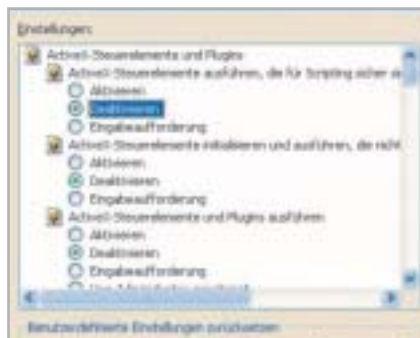 Einstellungen:
ActiveX-Steuerelemente und Plugins
ActiveX-Steuerelemente ausführen, die für Scripting sicher
Aktivieren
Deaktivieren
Eingabeaufforderung
ActiveX-Steuerelemente initialisieren und ausführen, die nicht
Aktivieren
Deaktivieren
Eingabeaufforderung
ActiveX-Steuerelemente und Plugins ausführen
Aktivieren
Deaktivieren
Eingabeaufforderung
Benutzerdefinierte Einstellungen zurücksetzen